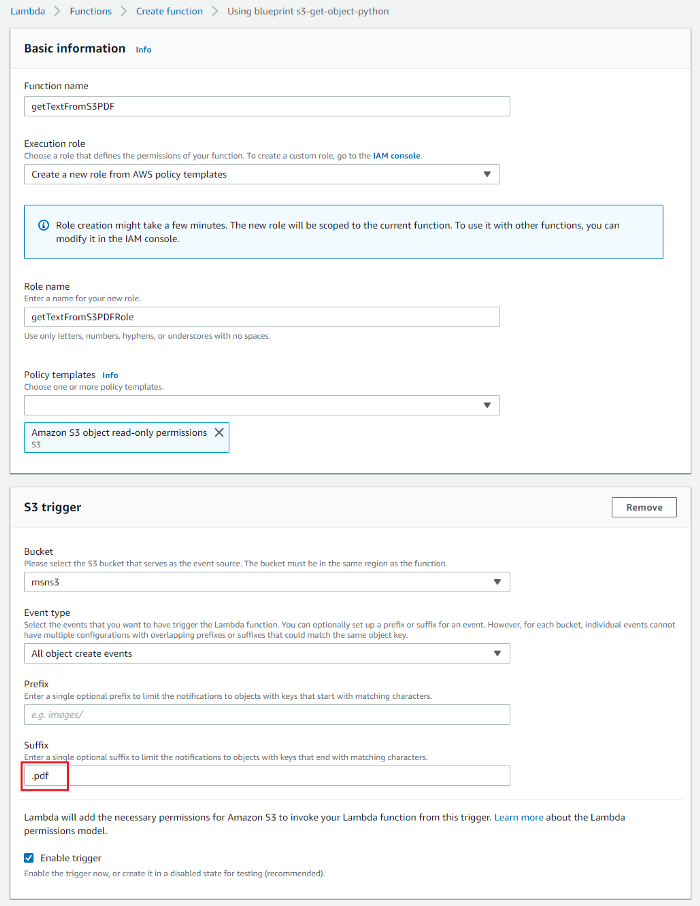 Lambda > Functions > Create function > Using blueprint s3-get-object-python
Basic information Info
Function name
getTextFromS3PDF
Execution role
Choose a role that defines the permissions of your function. To create a custom role, go to the IAM console.
Create a new role from AWS policy templates
Role creation might take a few minutes. The new role will be scoped to the current function. To use it with other functions, you can
modify it in the IAM console.
Role name
Enter a name for your new role.
getTextFromS3PDFRole
Use only letters, numbers, hyphens, or underscores with no spaces.
Policy templates Info
Choose one or more policy templates.
Amazon S3 object read-only permissions
S3
S3 trigger
Remove
Bucket
Please select the S3 bucket that serves as the event source. The bucket must be in the same region as the function.
msns3
Event type
Select the events that you want to have trigger the Lambda function. You can optionally set up a prefix or suffix for an event. However, for each bucket, individual events cannot
have multiple configurations with overlapping prefixes or suffixes that could match the same object key.
All object create events
Prefix
Enter a single optional prefix to limit the notifications to objects with keys that start with matching characters.
e.g. images/
Suffix
Enter a single optional suffix to limit the notifications to objects with keys that end with matching characters.
.pdf
Lambda will add the necessary permissions for Amazon S3 to invoke your Lambda function from this trigger. Learn more about the Lambda
permissions model.
Enable trigger
Enable the trigger now, or create it in a disabled state for testing (recommended).